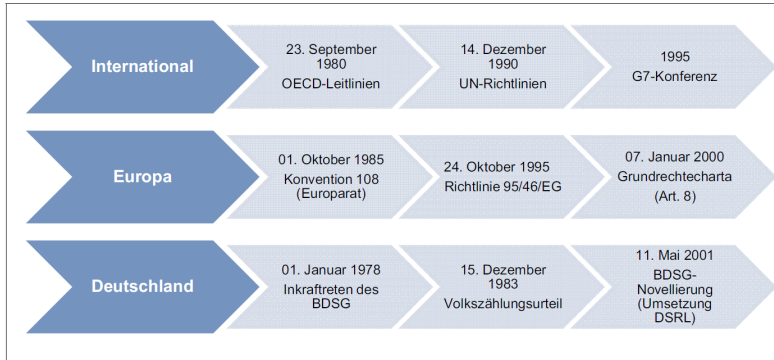 International
23. September
1980
OECD-Leitlinien
14. Dezember
1990
UN-Richtlinien
1995
G7-Konferenz
Europa
01. Oktober 1985
Konvention 108
(Europarat)
24. Oktober 1995
Richtlinie 95/46/EG
07. Januar 2000
Grundrechtecharta
(Art. 8)
Deutschland
01. Januar 1978
Inkraftreten des
BDSG
15. Dezember
1983
Volkszählungsurteil
11. Mai 2001
BDSG-
Novellierung
(Umsetzung
DSRL)